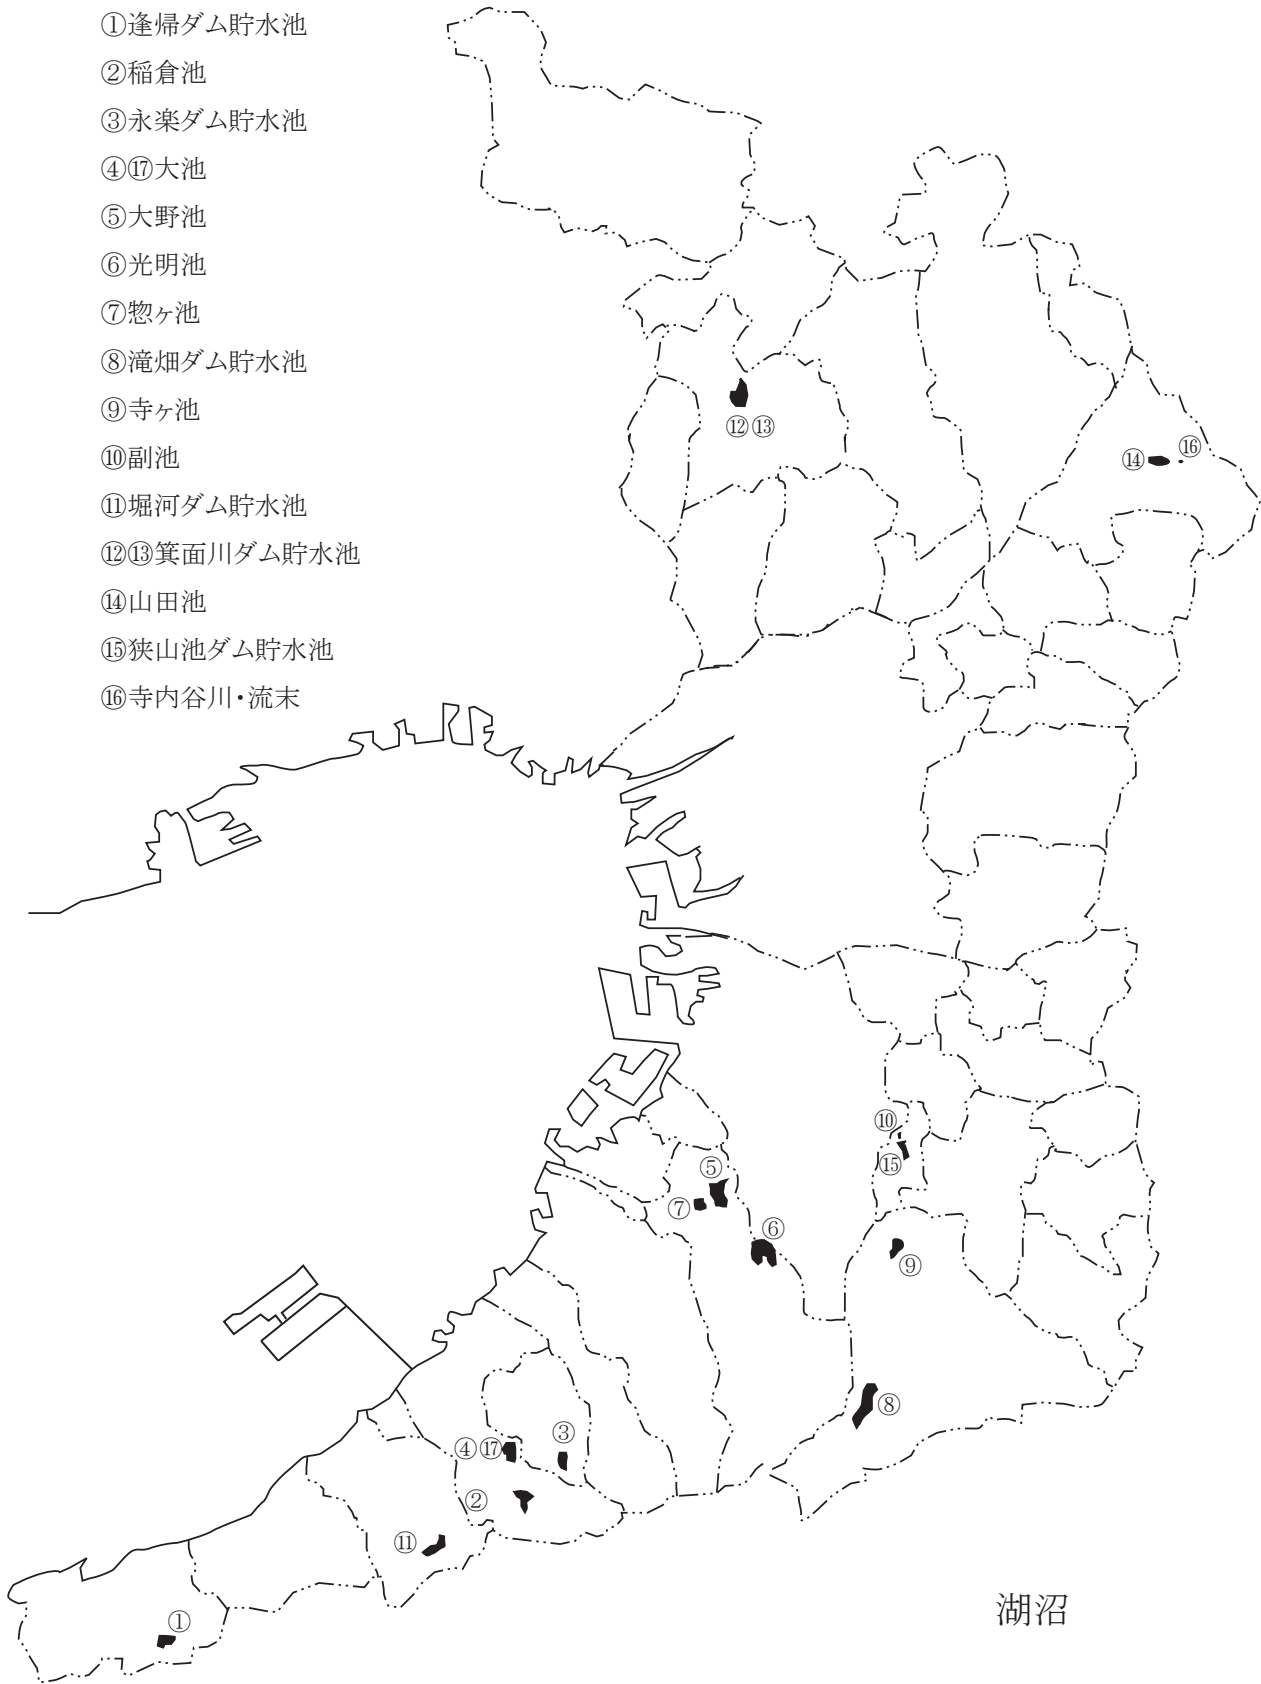 ①逢帰ダム貯水池
②稲倉池
③永楽ダム貯水池
④⑰大池
⑤大野池
⑥光明池
⑦惣ヶ池
⑧滝畑ダム貯水池
⑨寺ヶ池
⑩副池
⑪堀河ダム貯水池
⑫⑬箕面川ダム貯水池
⑭山田池
⑮狭山池ダム貯水池
⑯寺内谷川・流末
⑫⑬
⑯
⑭
⑩
⑮
⑤
⑦
⑥
⑨
⑧
③
④⑰
②
⑪
①
湖沼